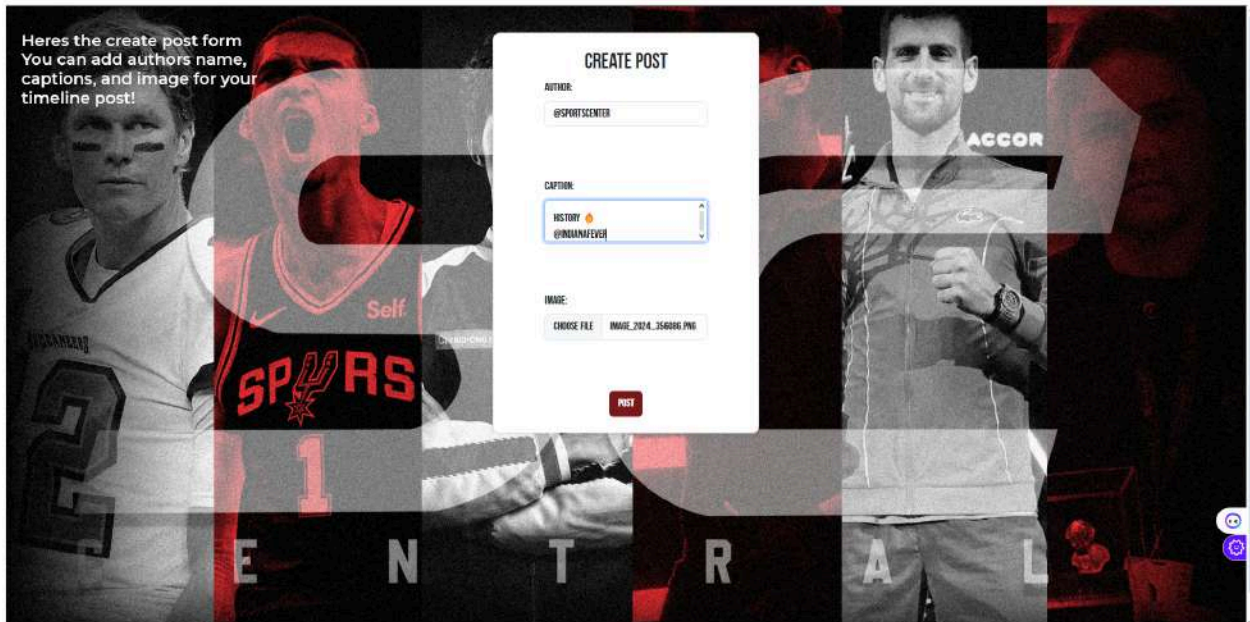 Heres the create post form
You can add authors name,
captions, and image for your
timeline post!
CREATE POST
AUTHOR:
@SPORTSCENTER
CAPTION:
HISTORY 🔥
@INDIANAFEVER
IMAGE:
CHOOSE FILE IMAGE_2024...356086.PNG
POST
ACCOR
Self
SPURS
1
2
CENTRAL